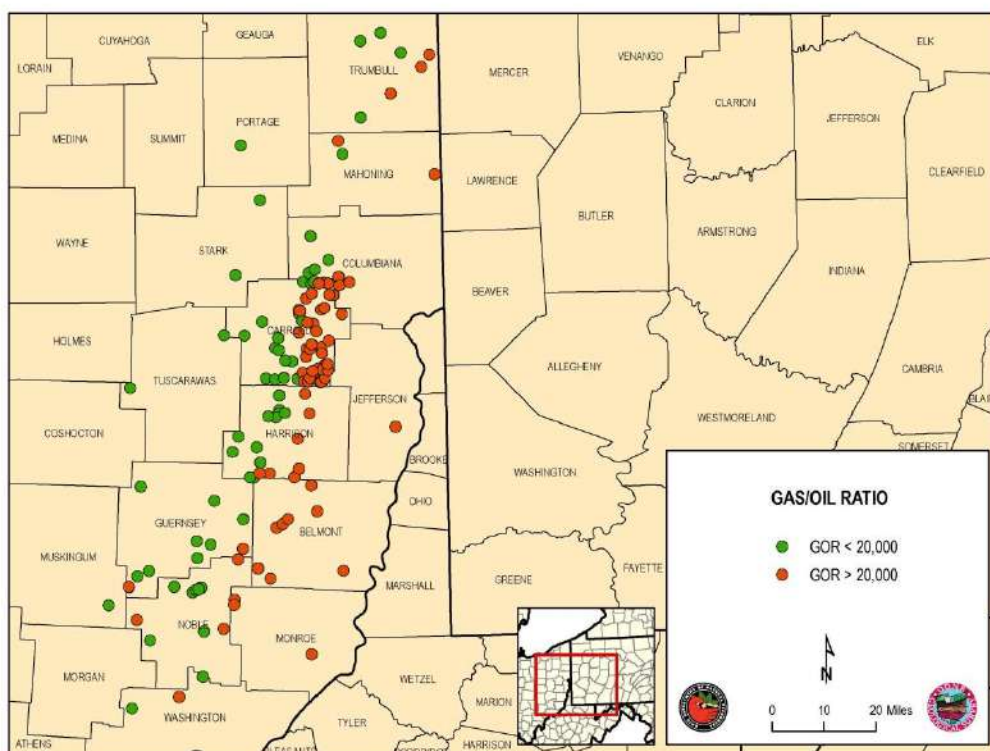 CUYAHOGA
GEAUGA
LORAIN
TRUMBULL
MERCER
VENANGO
ELK
CLARION
JEFFERSON
MEDINA
SUMMIT
PORTAGE
MAHONING
LAWRENCE
CLEARFIELD
BUTLER
ARMSTRONG
WAYNE
STARK
COLUMBIANA
BEAVER
INDIANA
HOLMES
TUSCARAWAS
ALLEGHENY
CAMBRIA
JEFFERSON
WESTMORELAND
COSHOCTON
HARRISON
BROOKE
SOMERSET
WASHINGTON
OHIO
GUERNSEY
BELMONT
MUSKINGUM
MARSHALL
GREENE
FAYETTE
NOBLE
MONROE
MORGAN
WETZEL
MARION
WASHINGTON
TYLER
ATHENS
HARRISON
GAS/OIL RATIO
GOR < 20,000
GOR > 20,000
N
0 10 20 Miles